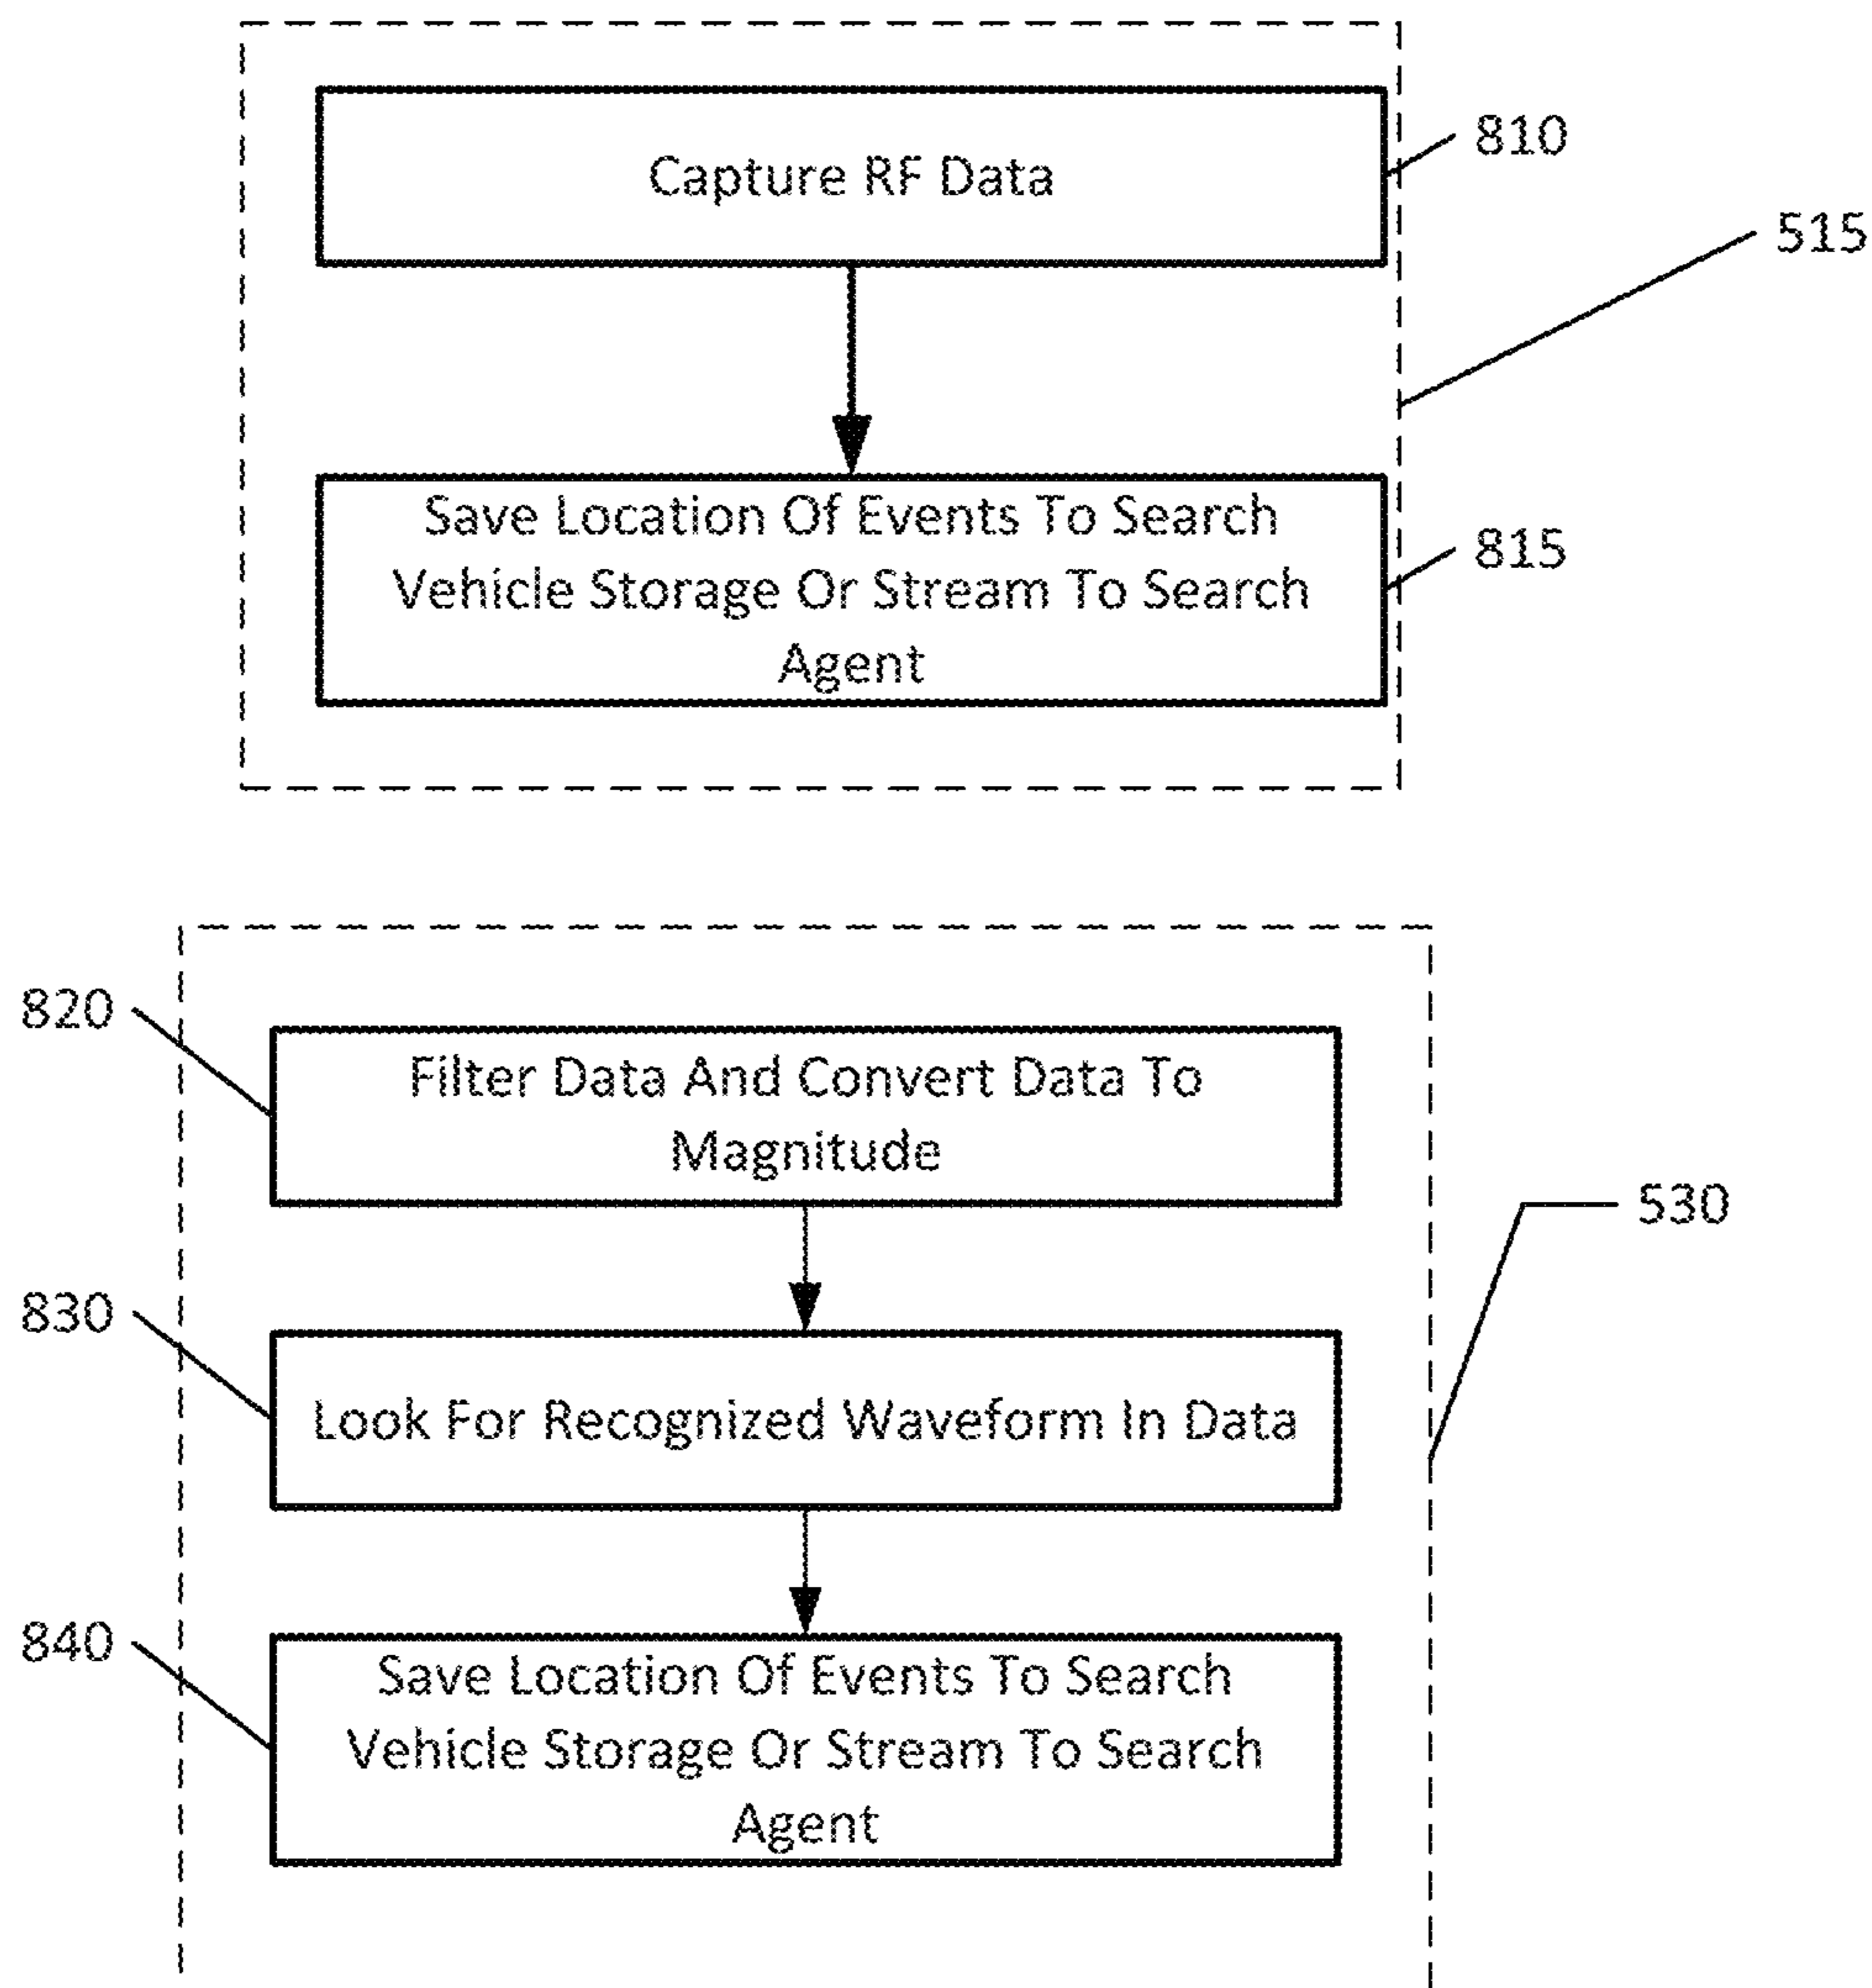 Capture RF Data
810
515
Save Location Of Events To Search
Vehicle Storage Or Stream To Search
Agent
815
820
Filter Data And Convert Data To
Magnitude
530
830
Look For Recognized Waveform In Data
840
Save Location Of Events To Search
Vehicle Storage Or Stream To Search
Agent